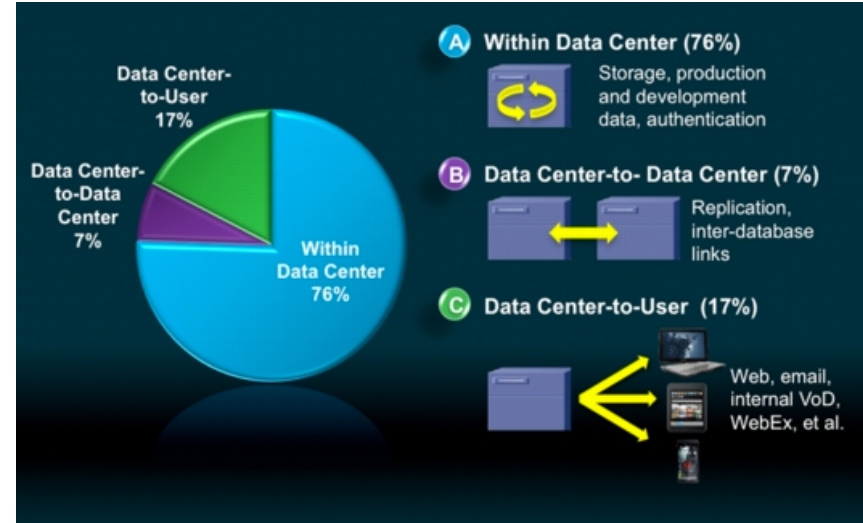 Data Center-
to-User
17%
Data Center-
to-Data
Center
7%
Within
Data Center
76%
A Within Data Center (76%)
Storage, production
and development
data, authentication
B Data Center-to- Data Center (7%)
Replication,
inter-database
links
C Data Center-to-User (17%)
Web, email,
internal VoD,
WebEx, et al.